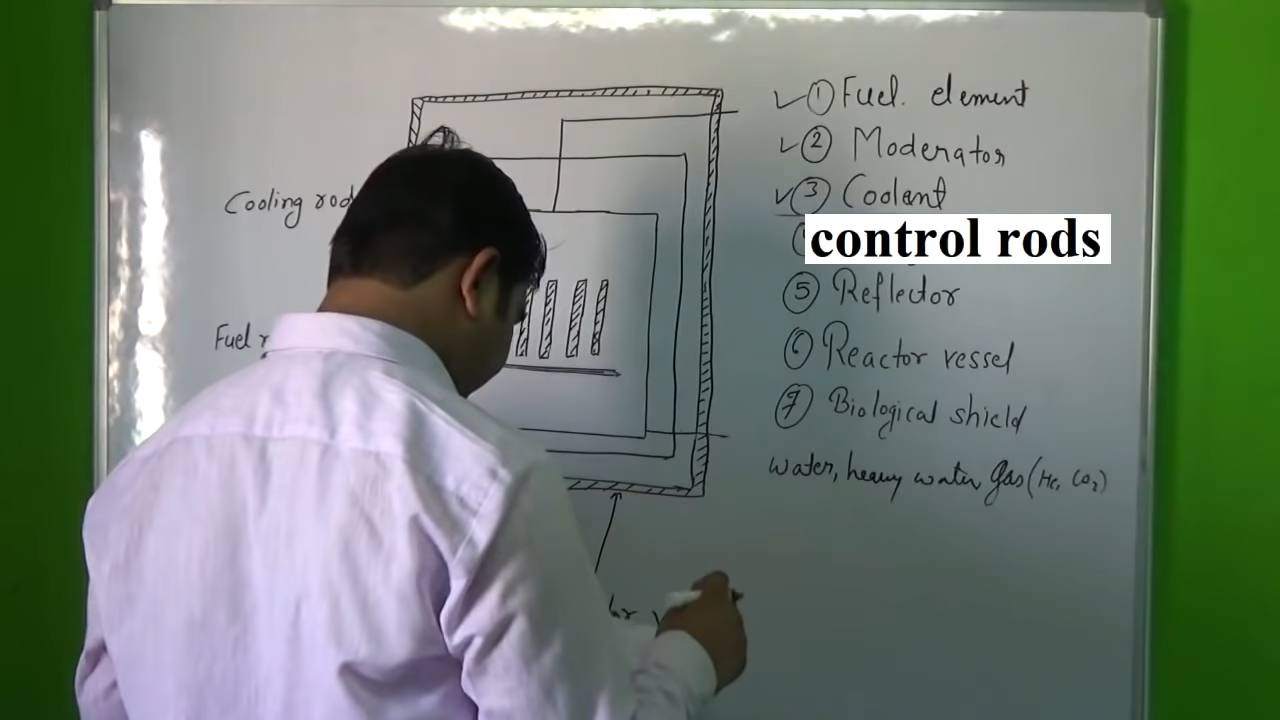 ① Fuel. element
② Moderator
③ Coolant
control rods
⑤ Reflector
⑥ Reactor vessel
⑦ Biological shield
water, heavy water gas (He, CO₂)
Cooling
Fuel